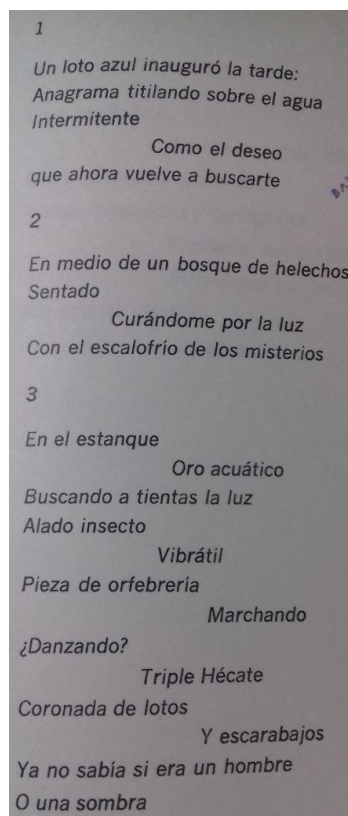 1
Un loto azul inauguró la tarde:
Anagrama titilando sobre el agua
Intermitente
Como el deseo
que ahora vuelve a buscarte
2
En medio de un bosque de helechos
Sentado
Curándome por la luz
Con el escalofrío de los misterios
3
En el estanque
Oro acuático
Buscando a tientas la luz
Alado insecto
Vibrátil
Pieza de orfebrería
Marchando
¿Danzando?
Triple Hécate
Coronada de lotos
Y escarabajos
Ya no sabía si era un hombre
O una sombra